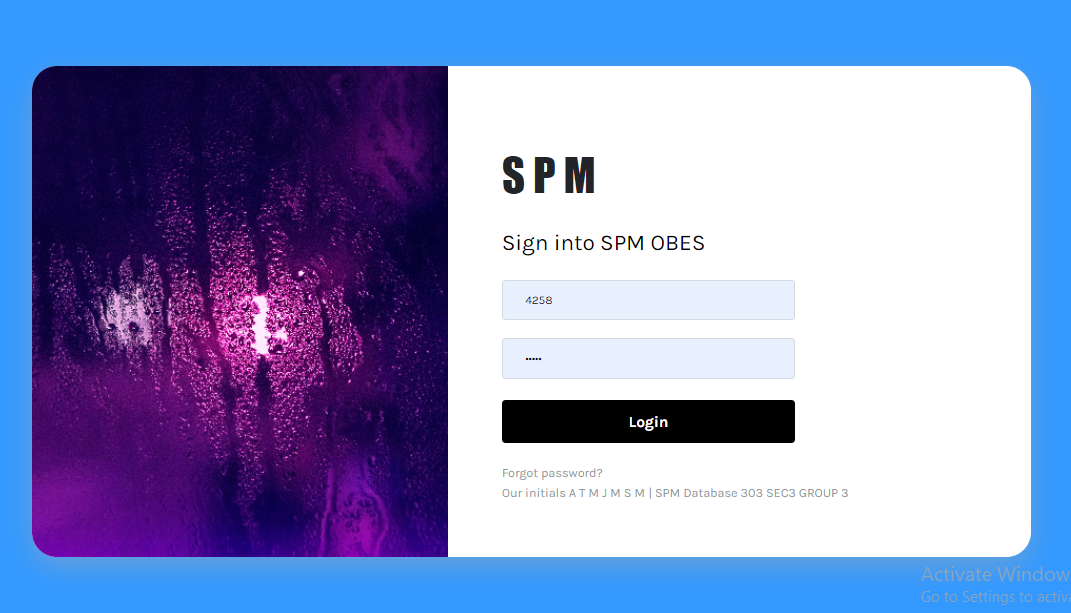 SPM
Sign into SPM OBES
4258
•••••
Login
Forgot password?
Our initials A T M J M S M | SPM Database 303 SEC3 GROUP 3
Activate Window
Go to Settings to activa